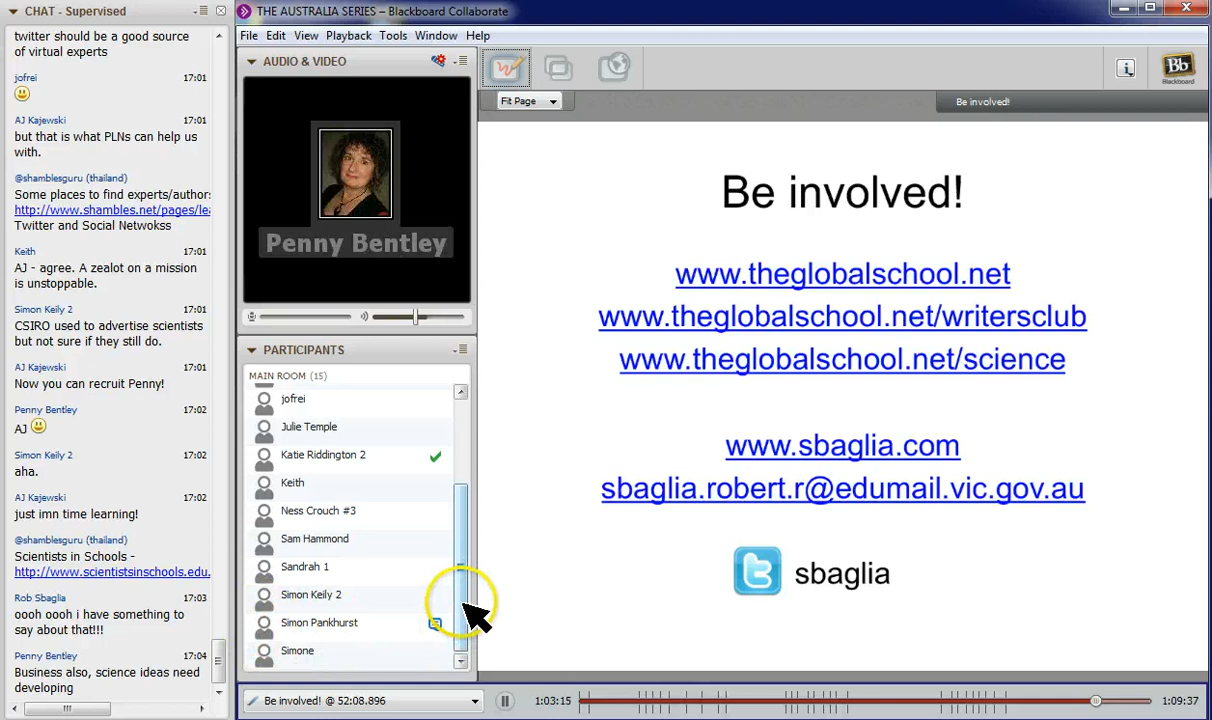 CHAT - Supervised
twitter should be a good source
of virtual experts
jofrei 17:01
AJ Kajewski 17:01
but that is what PLNs can help us
with.
@shamblesguru (thailand) 17:01
Some places to find experts/authors
http://www.shambles.net/pages/lea
Twitter and Social Netwokss
Keith 17:01
AJ - agree. A zealot on a mission
is unstoppable.
Simon Keily 2 17:01
CSIRO used to advertise scientists
but not sure if they still do.
AJ Kajewski 17:01
Now you can recruit Penny!
Penny Bentley 17:02
AJ
Simon Keily 2 17:02
aha.
AJ Kajewski 17:02
just imn time learning!
@shamblesguru (thailand) 17:02
Scientists in Schools -
http://www.scientistsinschools.edu.
Rob Sbaglia 17:03
oooh oooh i have something to
say about that!!!
Penny Bentley 17:04
Business also, science ideas need
developing
THE AUSTRALIA SERIES – Blackboard Collaborate
File Edit View Playback Tools Window Help
AUDIO & VIDEO
Penny Bentley
PARTICIPANTS
MAIN ROOM (15)
jofrei
Julie Temple
Katie Riddington 2
Keith
Ness Crouch #3
Sam Hammond
Sandrah 1
Simon Keily 2
Simon Pankhurst
Simone
Bb
Blackboard
Fit Page
Be involved!
Be involved!
www.theglobalschool.net
www.theglobalschool.net/writersclub
www.theglobalschool.net/science
www.sbaglia.com
sbaglia.robert.r@edumail.vic.gov.au
sbaglia
Be involved! @ 52:08.896
1:03:15
1:09:37